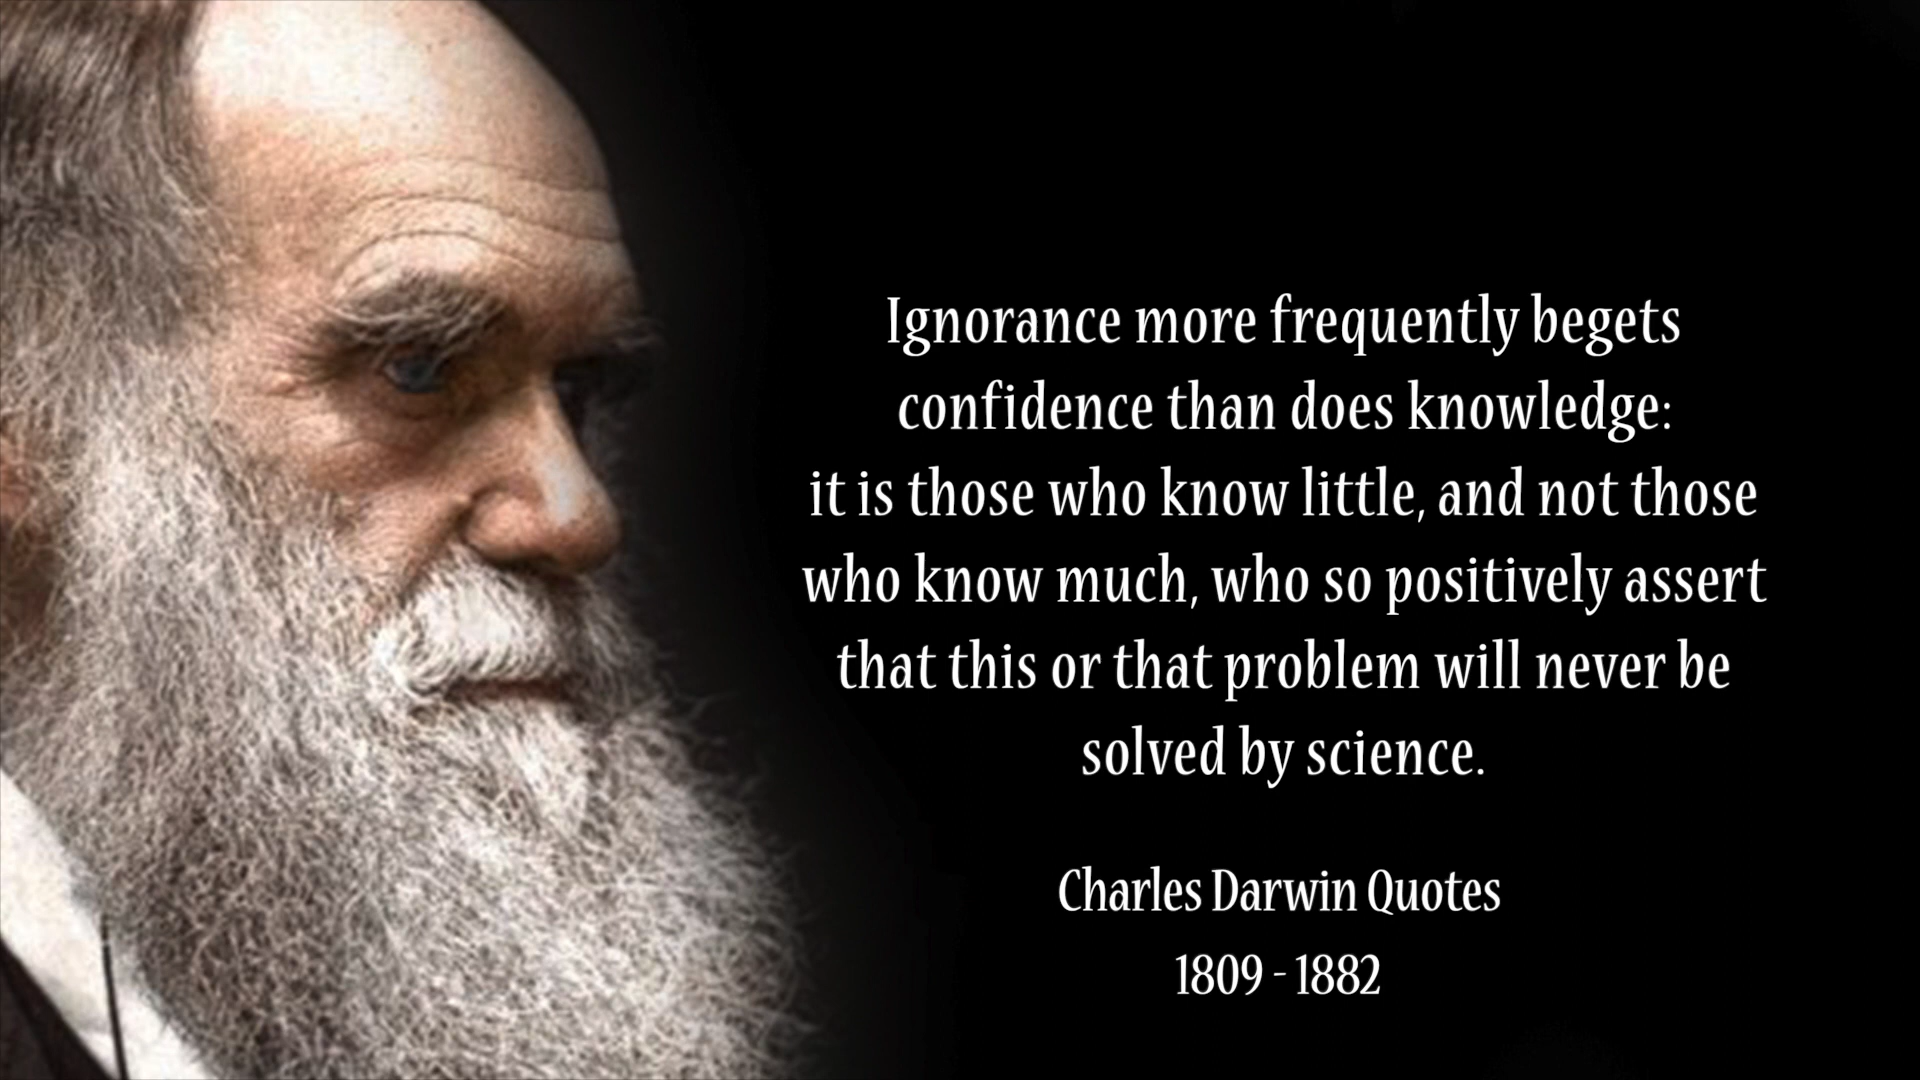 Ignorance more frequently begets
confidence than does knowledge:
it is those who know little, and not those
who know much, who so positively assert
that this or that problem will never be
solved by science.
Charles Darwin Quotes
1809 - 1882